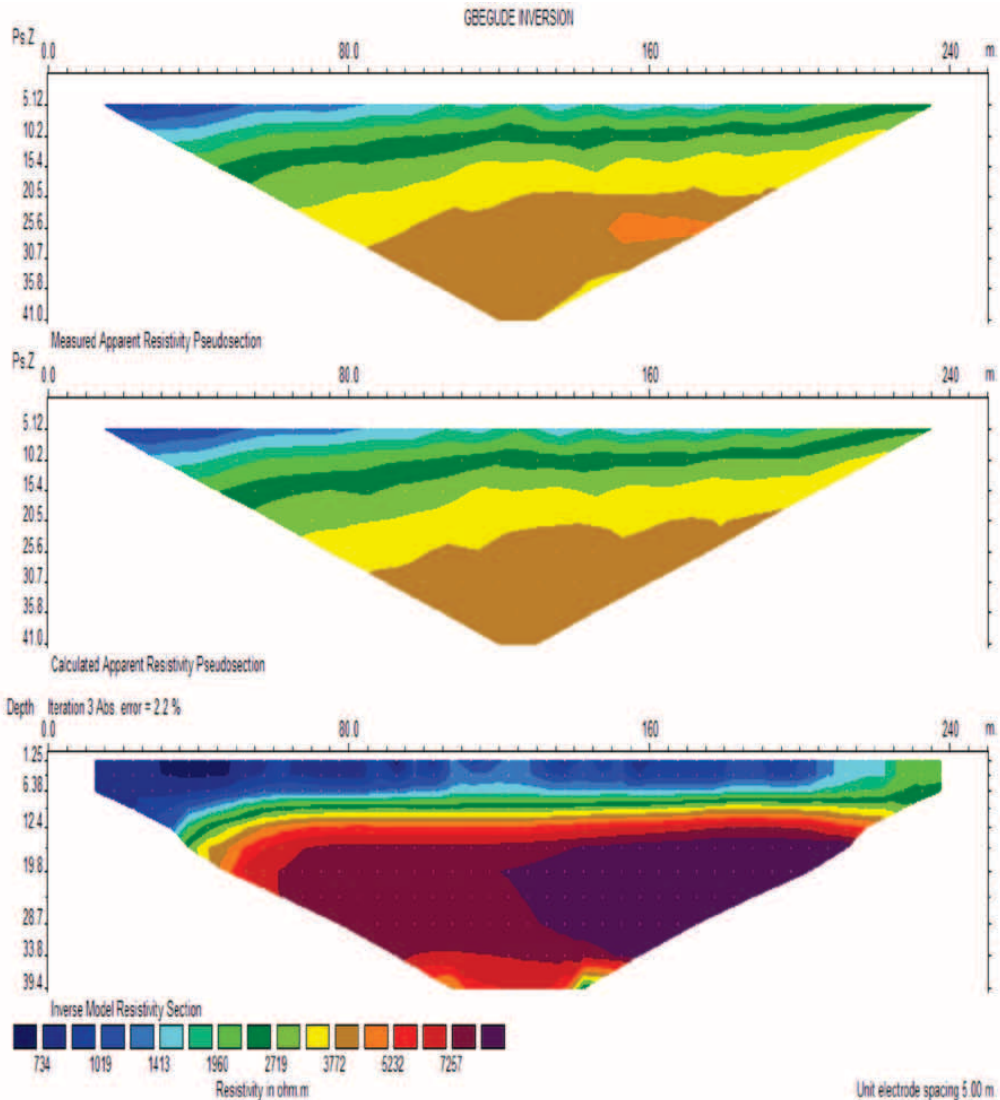 GBEGUDE INVERSION
Ps.Z 0.0 80.0 160 240 m.
5.12
10.2
15.4
20.5
25.6
30.7
35.8
41.0
Measured Apparent Resistivity Pseudosection
Ps.Z 0.0 80.0 160 240 m.
5.12
10.2
15.4
20.5
25.6
30.7
35.8
41.0
Calculated Apparent Resistivity Pseudosection
Depth Iteration 3 Abs. error = 2.2 %
0.0 80.0 160 240 m.
1.25
6.38
12.4
19.8
28.7
33.8
39.4
Inverse Model Resistivity Section
734 1019 1413 1960 2719 3772 5232 7257
Resistivity in ohm.m Unit electrode spacing 5.00 m